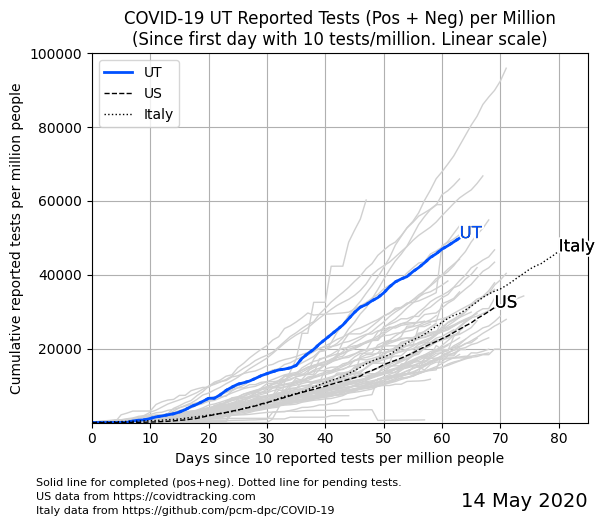 COVID-19 UT Reported Tests (Pos + Neg) per Million
(Since first day with 10 tests/million. Linear scale)
Cumulative reported tests per million people
100000
80000
60000
40000
20000
UT
US
Italy
UT
Italy
US
0 10 20 30 40 50 60 70 80
Days since 10 reported tests per million people
Solid line for completed (pos+neg). Dotted line for pending tests.
US data from https://covidtracking.com
Italy data from https://github.com/pcm-dpc/COVID-19
14 May 2020